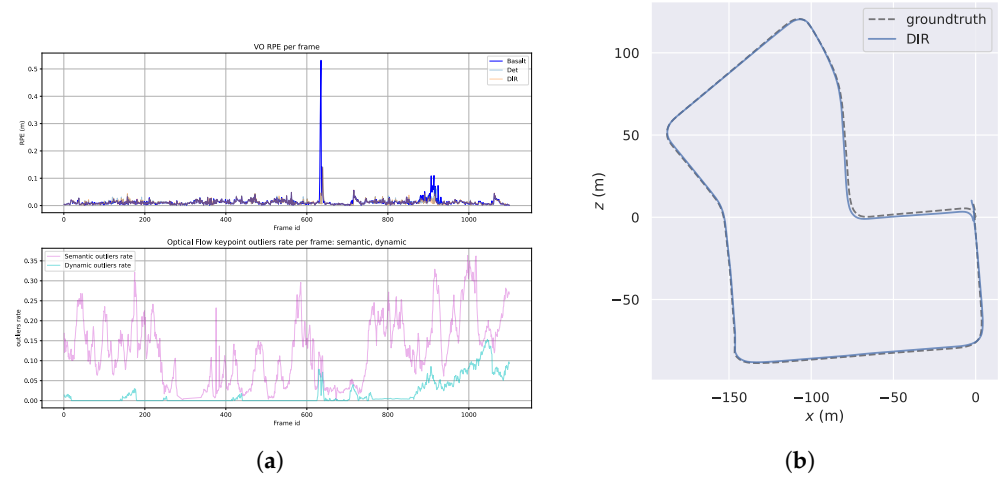 VO RPE per frame
Basalt
Det
DIR
0.5
0.4
0.3
0.2
0.1
0.0
RPE (m)
0 200 400 600 800 1000
Frame id
Optical Flow keypoint outliers rate per frame: semantic, dynamic
Semantic outliers rate
Dynamic outliers rate
0.35
0.30
0.25
0.20
0.15
0.10
0.05
0.00
outliers rate
0 200 400 600 800 1000
Frame id
(a)
groundtruth
DIR
100
50
0
−50
z (m)
−150 −100 −50 0
x (m)
(b)